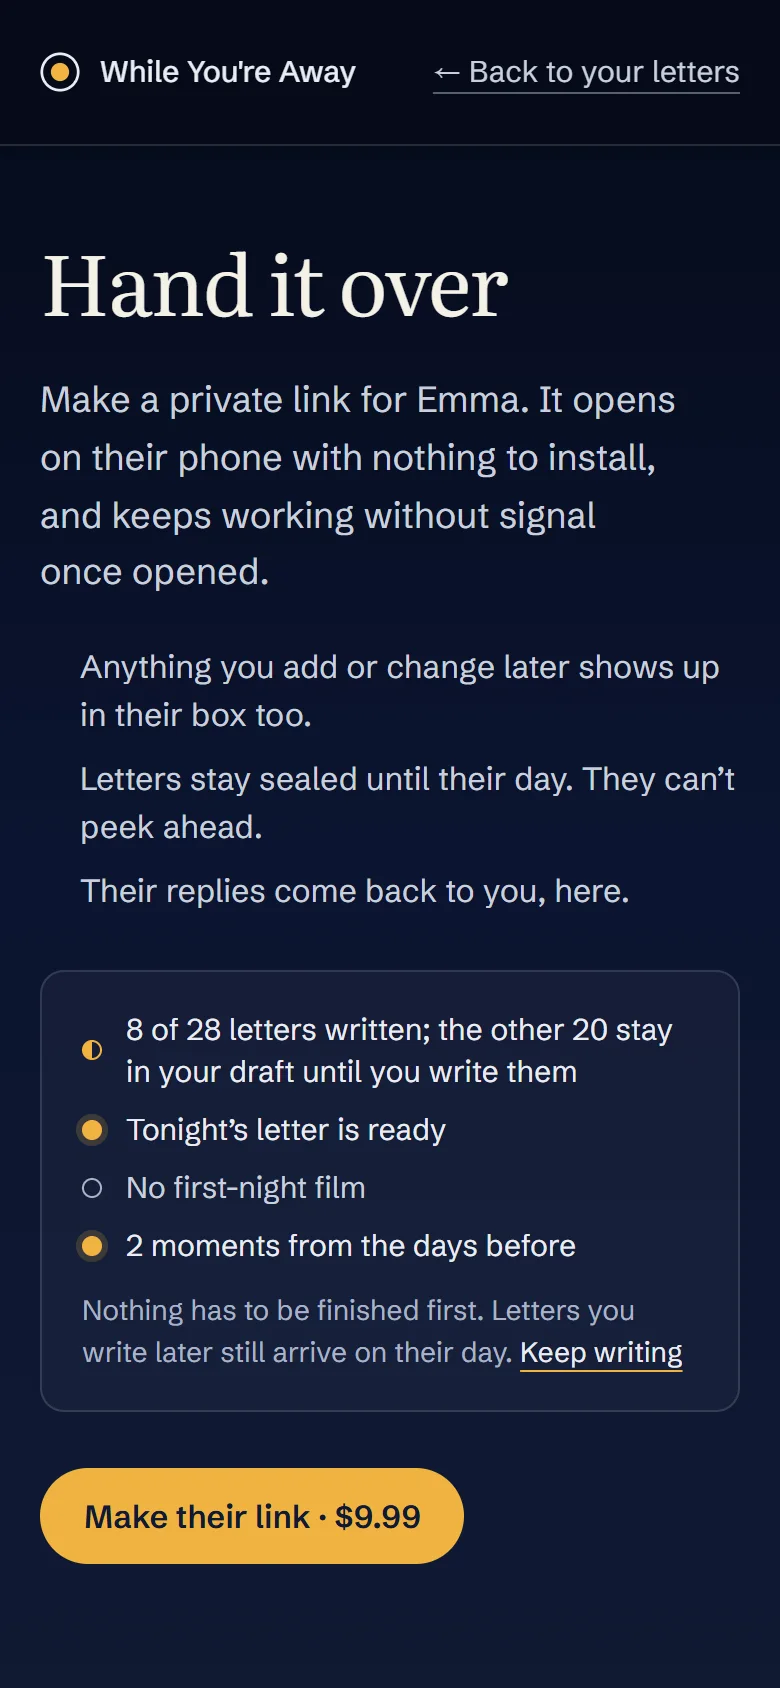 While You're Away
← Back to your letters
Hand it over
Make a private link for Emma. It opens
on their phone with nothing to install,
and keeps working without signal
once opened.
Anything you add or change later shows up
in their box too.
Letters stay sealed until their day. They can’t
peek ahead.
Their replies come back to you, here.
8 of 28 letters written; the other 20 stay
in your draft until you write them
Tonight’s letter is ready
No first-night film
2 moments from the days before
Nothing has to be finished first. Letters you
write later still arrive on their day. Keep writing
Make their link · $9.99